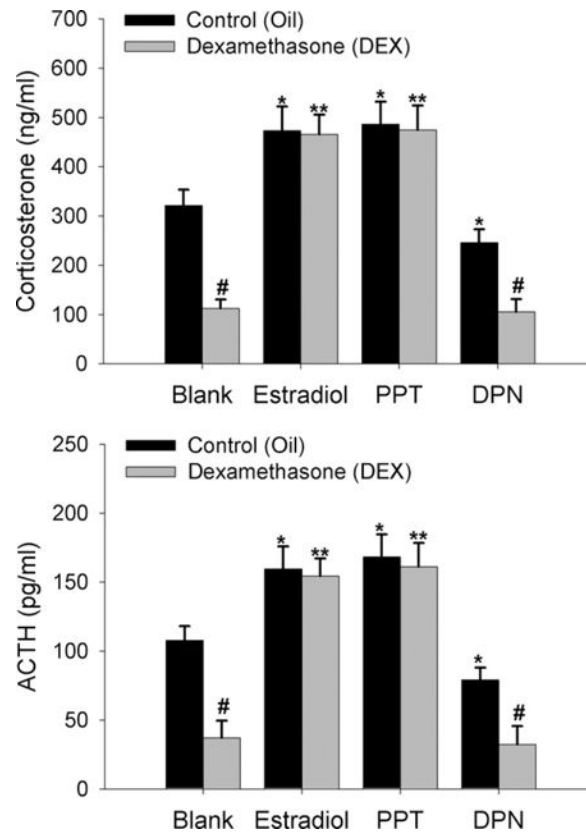 Control (Oil)
Dexamethasone (DEX)
Corticosterone (ng/ml)
700
600
500
400
300
200
100
0
* ** * **
*
# #
Blank Estradiol PPT DPN
Control (Oil)
Dexamethasone (DEX)
ACTH (pg/ml)
250
200
150
100
50
0
* ** * **
*
# #
Blank Estradiol PPT DPN